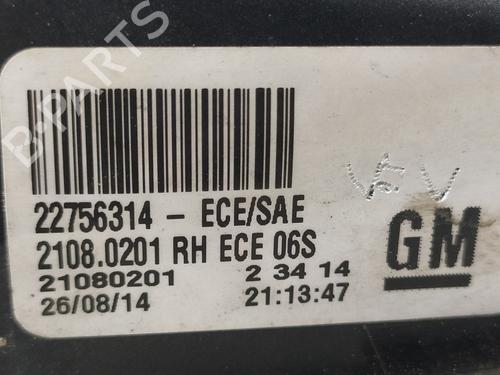 B-PARTS
22756314 - ECE/SAE
2108.0201 RH ECE 06S
21080201 2 34 14
26/08/14 21:13:47
GM